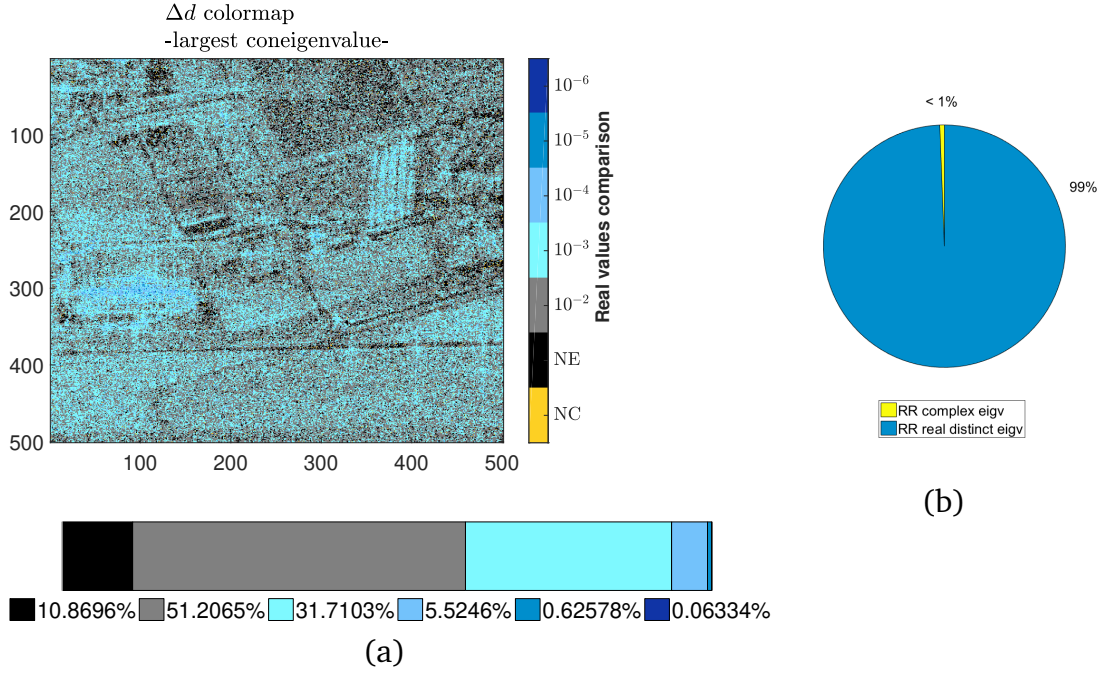 Δd colormap
-largest coneigenvalue-
100
200
300
400
500
100
200
300
400
500
10⁻⁶
10⁻⁵
10⁻⁴
10⁻³
10⁻²
NE
NC
Real values comparison
< 1%
99%
RR complex eigv
RR real distinct eigv
(b)
10.8696% 51.2065% 31.7103% 5.5246% 0.62578% 0.06334%
(a)